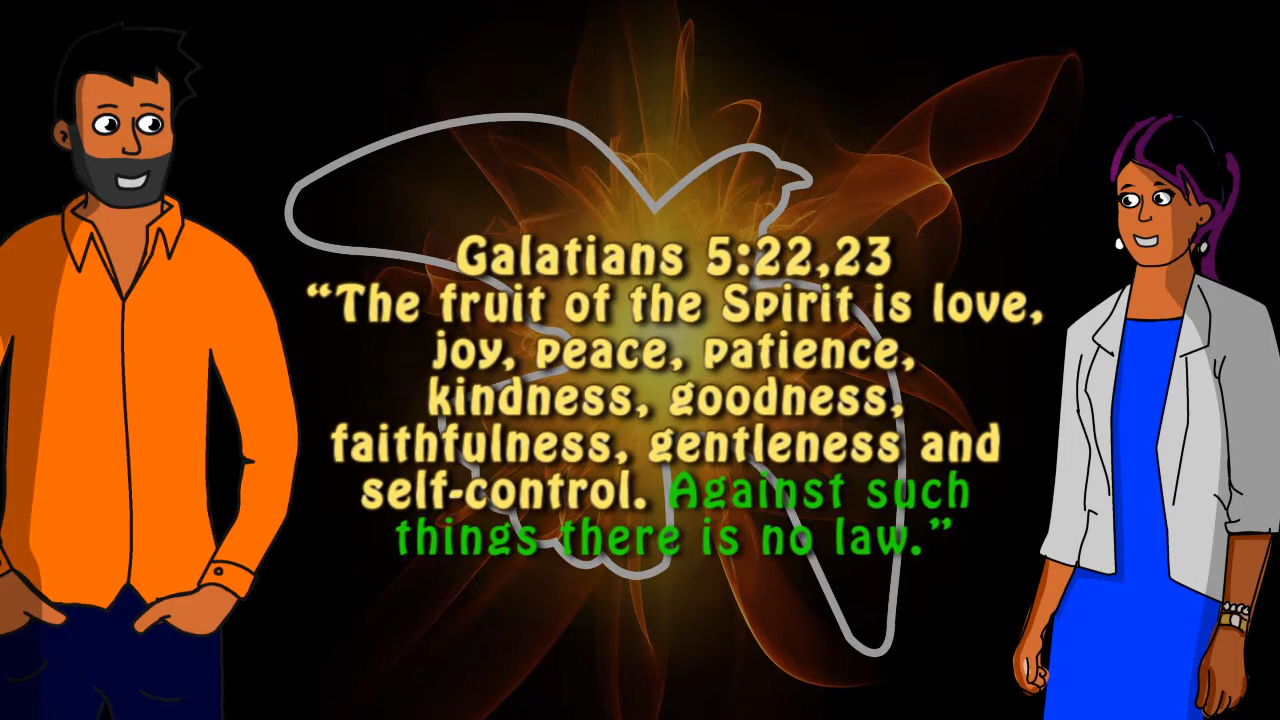 Galatians 5:22,23
“The fruit of the Spirit is love,
joy, peace, patience,
kindness, goodness,
faithfulness, gentleness and
self-control. Against such
things there is no law.”